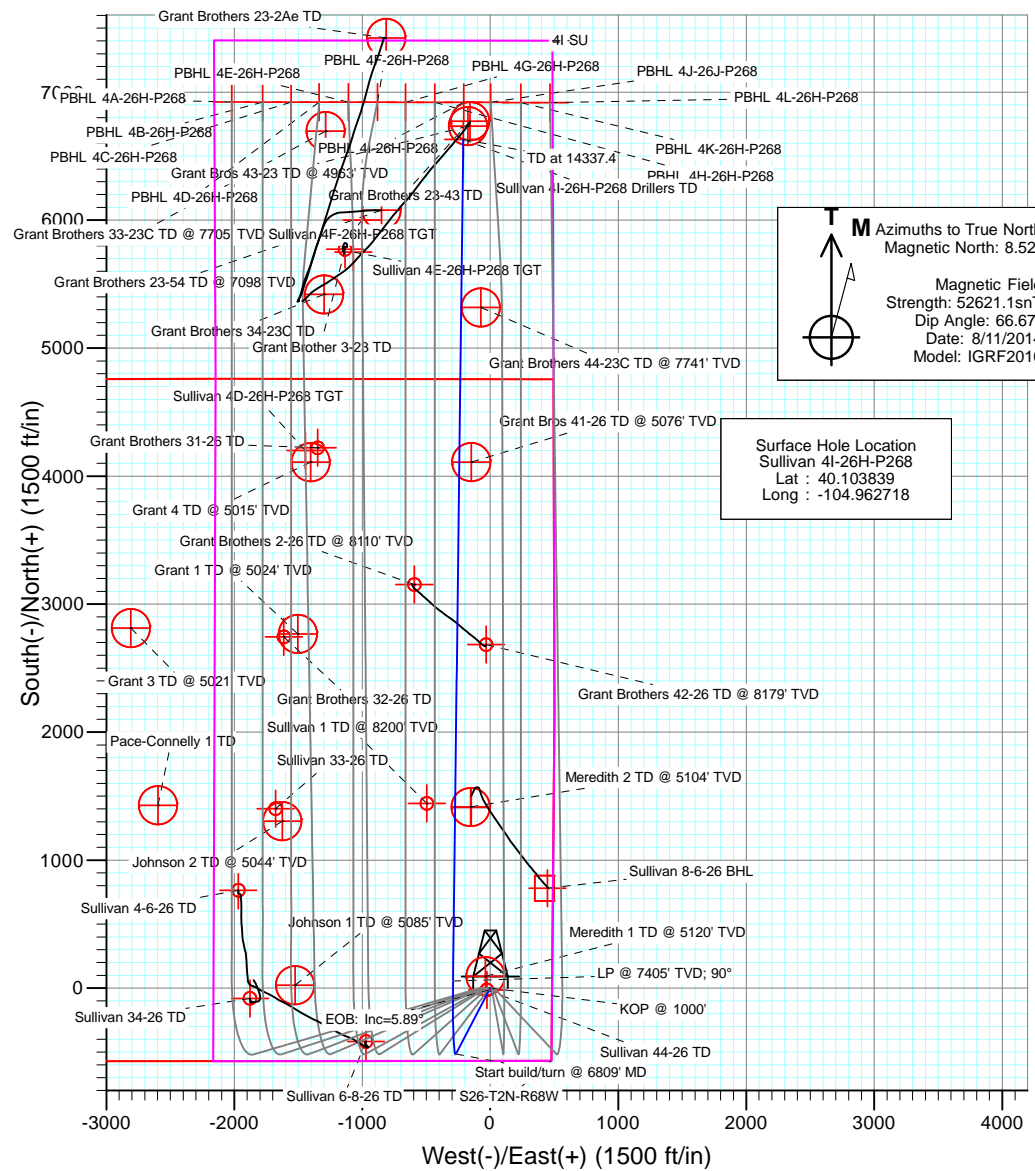 Grant Brothers 23-2Ae TD
4I SU
PBHL 4F-26H-P268
PBHL 4E-26H-P268
PBHL 4G-26H-P268
PBHL 4J-26J-P268
PBHL 4A-26H-P268
PBHL 4L-26H-P268
PBHL 4B-26H-P268
PBHL 4C-26H-P268
PBHL 4I-26H-P268
PBHL 4K-26H-P268
TD at 14337.4
Grant Bros 43-23 TD @ 4963' TVD
PBHL 4H-26H-P268
PBHL 4D-26H-P268
Grant Brothers 23-43 TD
Sullivan 4I-26H-P268 Drillers TD
Grant Brothers 33-23C TD @ 7705' TVD
Sullivan 4F-26H-P268 TGT
Sullivan 4E-26H-P268 TGT
Grant Brothers 23-54 TD @ 7098' TVD
Grant Brothers 34-23C TD
Grant Brother 3-23 TD
Grant Brothers 44-23C TD @ 7741' TVD
Sullivan 4D-26H-P268 TGT
Grant Bros 41-26 TD @ 5076' TVD
Grant Brothers 31-26 TD
Grant 4 TD @ 5015' TVD
Grant Brothers 2-26 TD @ 8110' TVD
Grant 1 TD @ 5024' TVD
Grant 3 TD @ 5021' TVD
Grant Brothers 32-26 TD
Grant Brothers 42-26 TD @ 8179' TVD
Sullivan 1 TD @ 8200' TVD
Pace-Connelly 1 TD
Sullivan 33-26 TD
Meredith 2 TD @ 5104' TVD
Johnson 2 TD @ 5044' TVD
Sullivan 8-6-26 BHL
Sullivan 4-6-26 TD
Johnson 1 TD @ 5085' TVD
Meredith 1 TD @ 5120' TVD
LP @ 7405' TVD; 90°
KOP @ 1000'
EOB: Inc=5.89°
Sullivan 34-26 TD
Sullivan 44-26 TD
Start build/turn @ 6809' MD
Sullivan 6-8-26 TD
S26-T2N-R68W
T
M
Azimuths to True North
Magnetic North: 8.52
Magnetic Field
Strength: 52621.1snT
Dip Angle: 66.67
Date: 8/11/2014
Model: IGRF2010
Surface Hole Location
Sullivan 4I-26H-P268
Lat : 40.103839
Long : -104.962718
7000
6000
5000
4000
3000
2000
1000
0
South(-)/North(+) (1500 ft/in)
-3000 -2000 -1000 0 1000 2000 3000 4000
West(-)/East(+) (1500 ft/in)